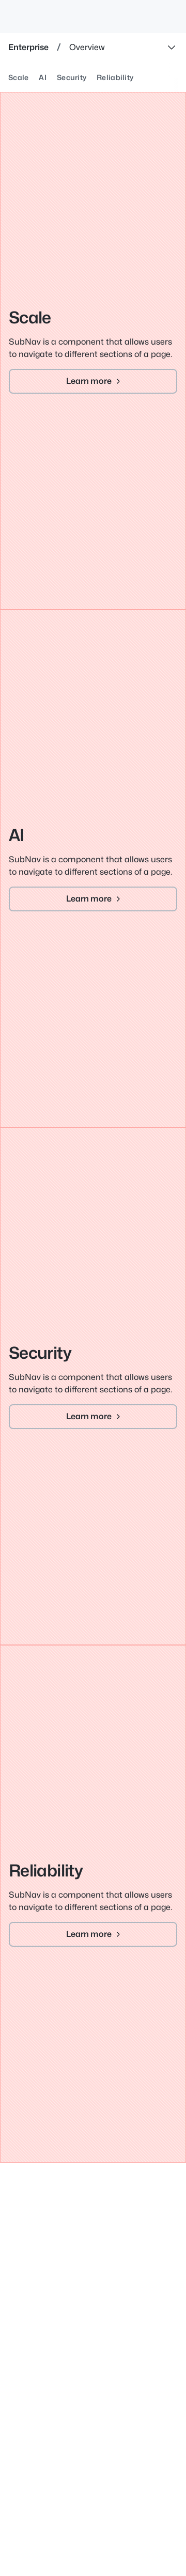 Enterprise / Overview
Scale AI Security Reliability
Scale
SubNav is a component that allows users
to navigate to different sections of a page.
Learn more
AI
SubNav is a component that allows users
to navigate to different sections of a page.
Learn more
Security
SubNav is a component that allows users
to navigate to different sections of a page.
Learn more
Reliability
SubNav is a component that allows users
to navigate to different sections of a page.
Learn more